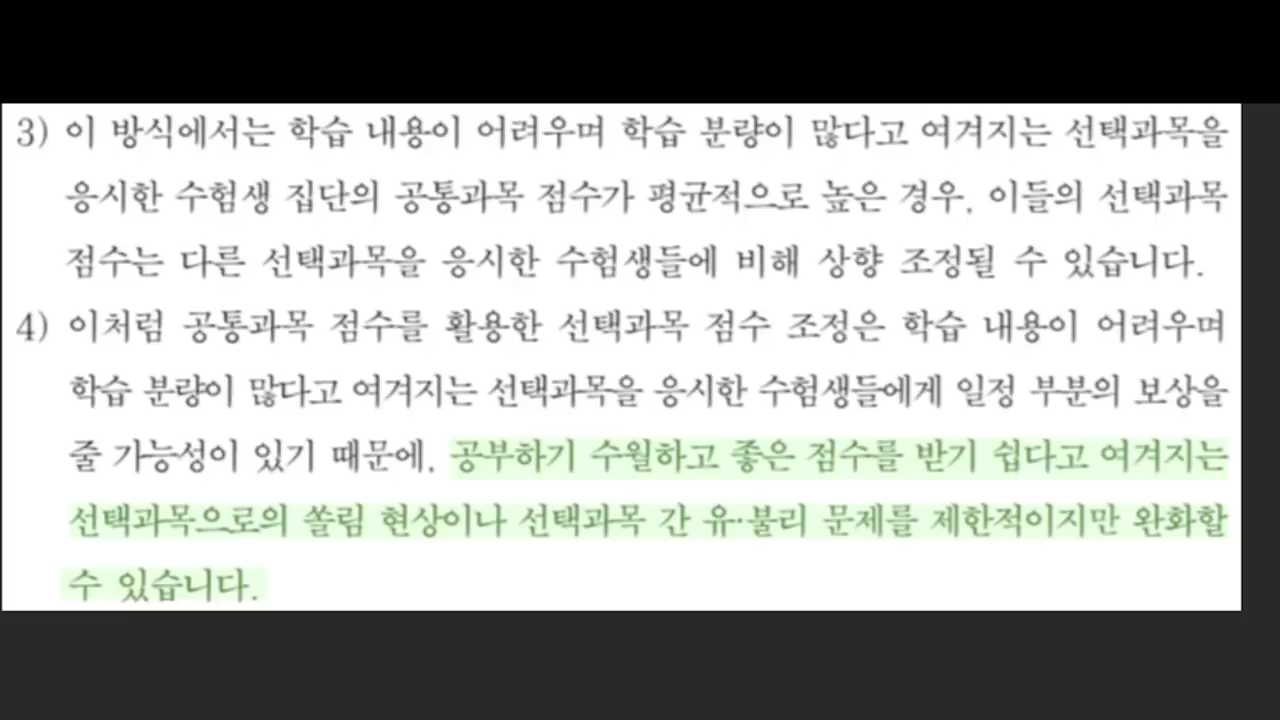 3) 이 방식에서는 학습 내용이 어려우며 학습 분량이 많다고 여겨지는 선택과목을
응시한 수험생 집단의 공통과목 점수가 평균적으로 높은 경우, 이들의 선택과목
점수는 다른 선택과목을 응시한 수험생들에 비해 상향 조정될 수 있습니다.
4) 이처럼 공통과목 점수를 활용한 선택과목 점수 조정은 학습 내용이 어려우며
학습 분량이 많다고 여겨지는 선택과목을 응시한 수험생들에게 일정 부분의 보상을
줄 가능성이 있기 때문에, 공부하기 수월하고 좋은 점수를 받기 쉽다고 여겨지는
선택과목으로의 쏠림 현상이나 선택과목 간 유·불리 문제를 제한적이지만 완화할
수 있습니다.